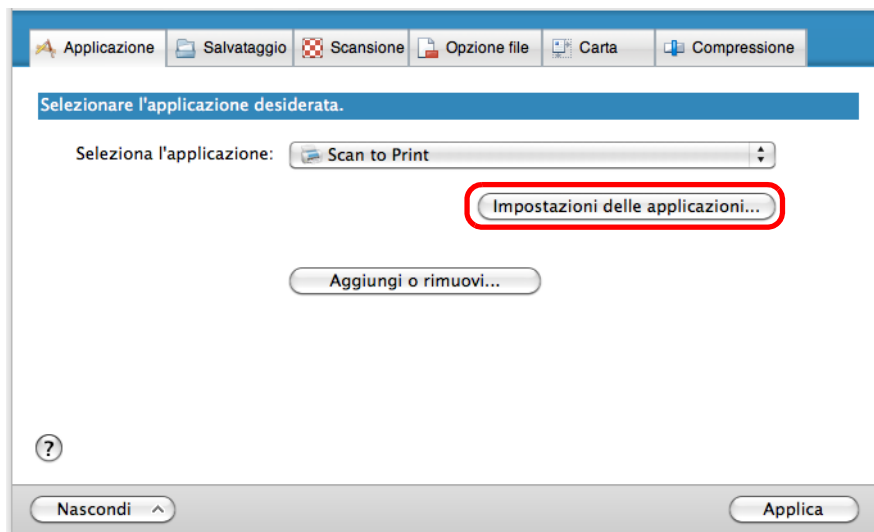 Applicazione Salvataggio Scansione Opzione file Carta Compressione
Selezionare l'applicazione desiderata.
Seleziona l'applicazione: Scan to Print
Impostazioni delle applicazioni...
Aggiungi o rimuovi...
?
Nascondi Applica